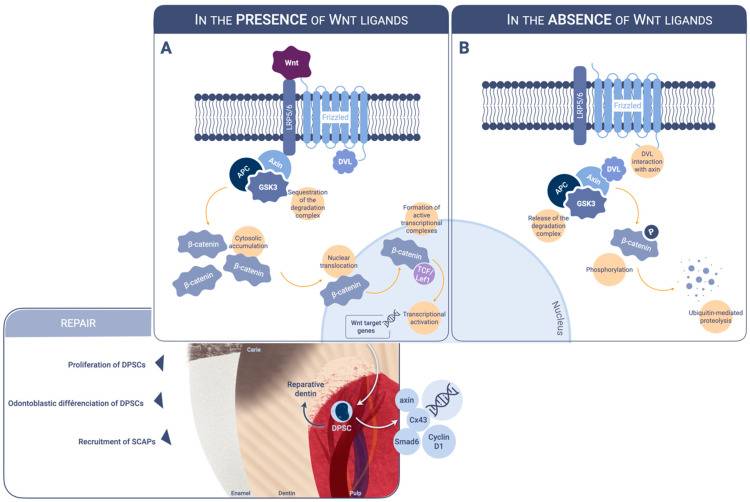 IN THE PRESENCE OF WNT LIGANDS
A
Wnt
LRP5/6
Frizzled
DVL
APC
Axin
GSK3
Sequestration of the
degradation complex
β-catenin
Cytosolic
accumulation
β-catenin
β-catenin
Nuclear
translocation
β-catenin
Formation of
active
transcriptional
complexes
β-catenin
TCF/
Lef1
Wnt target
genes
Transcriptional
activation
IN THE ABSENCE OF WNT LIGANDS
B
LRP5/6
Frizzled
DVL
interaction
with axin
DVL
APC
Axin
GSK3
Release of the
degradation
complex
P
β-catenin
Phosphorylation
Ubiquitin-mediated
proteolysis
Nucleus
REPAIR
Proliferation of DPSCs
Odontoblastic différenciation of DPSCs
Recruitment of SCAPs
Carie
Reparative
dentin
DPSC
Enamel
Dentin
Pulp
axin
Cx43
Smad6
Cyclin
D1